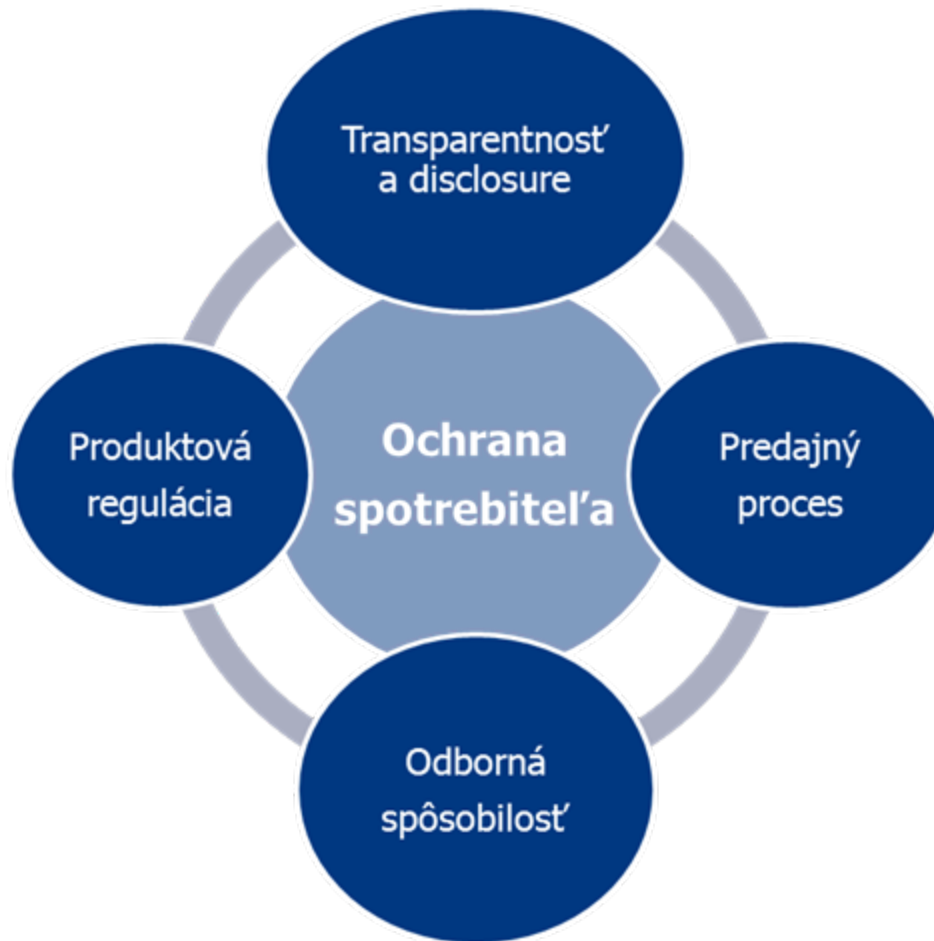 Transparentnosť
a disclosure
Produktová
regulácia
Ochrana
spotrebiteľa
Predajný
proces
Odborná
spôsobilosť